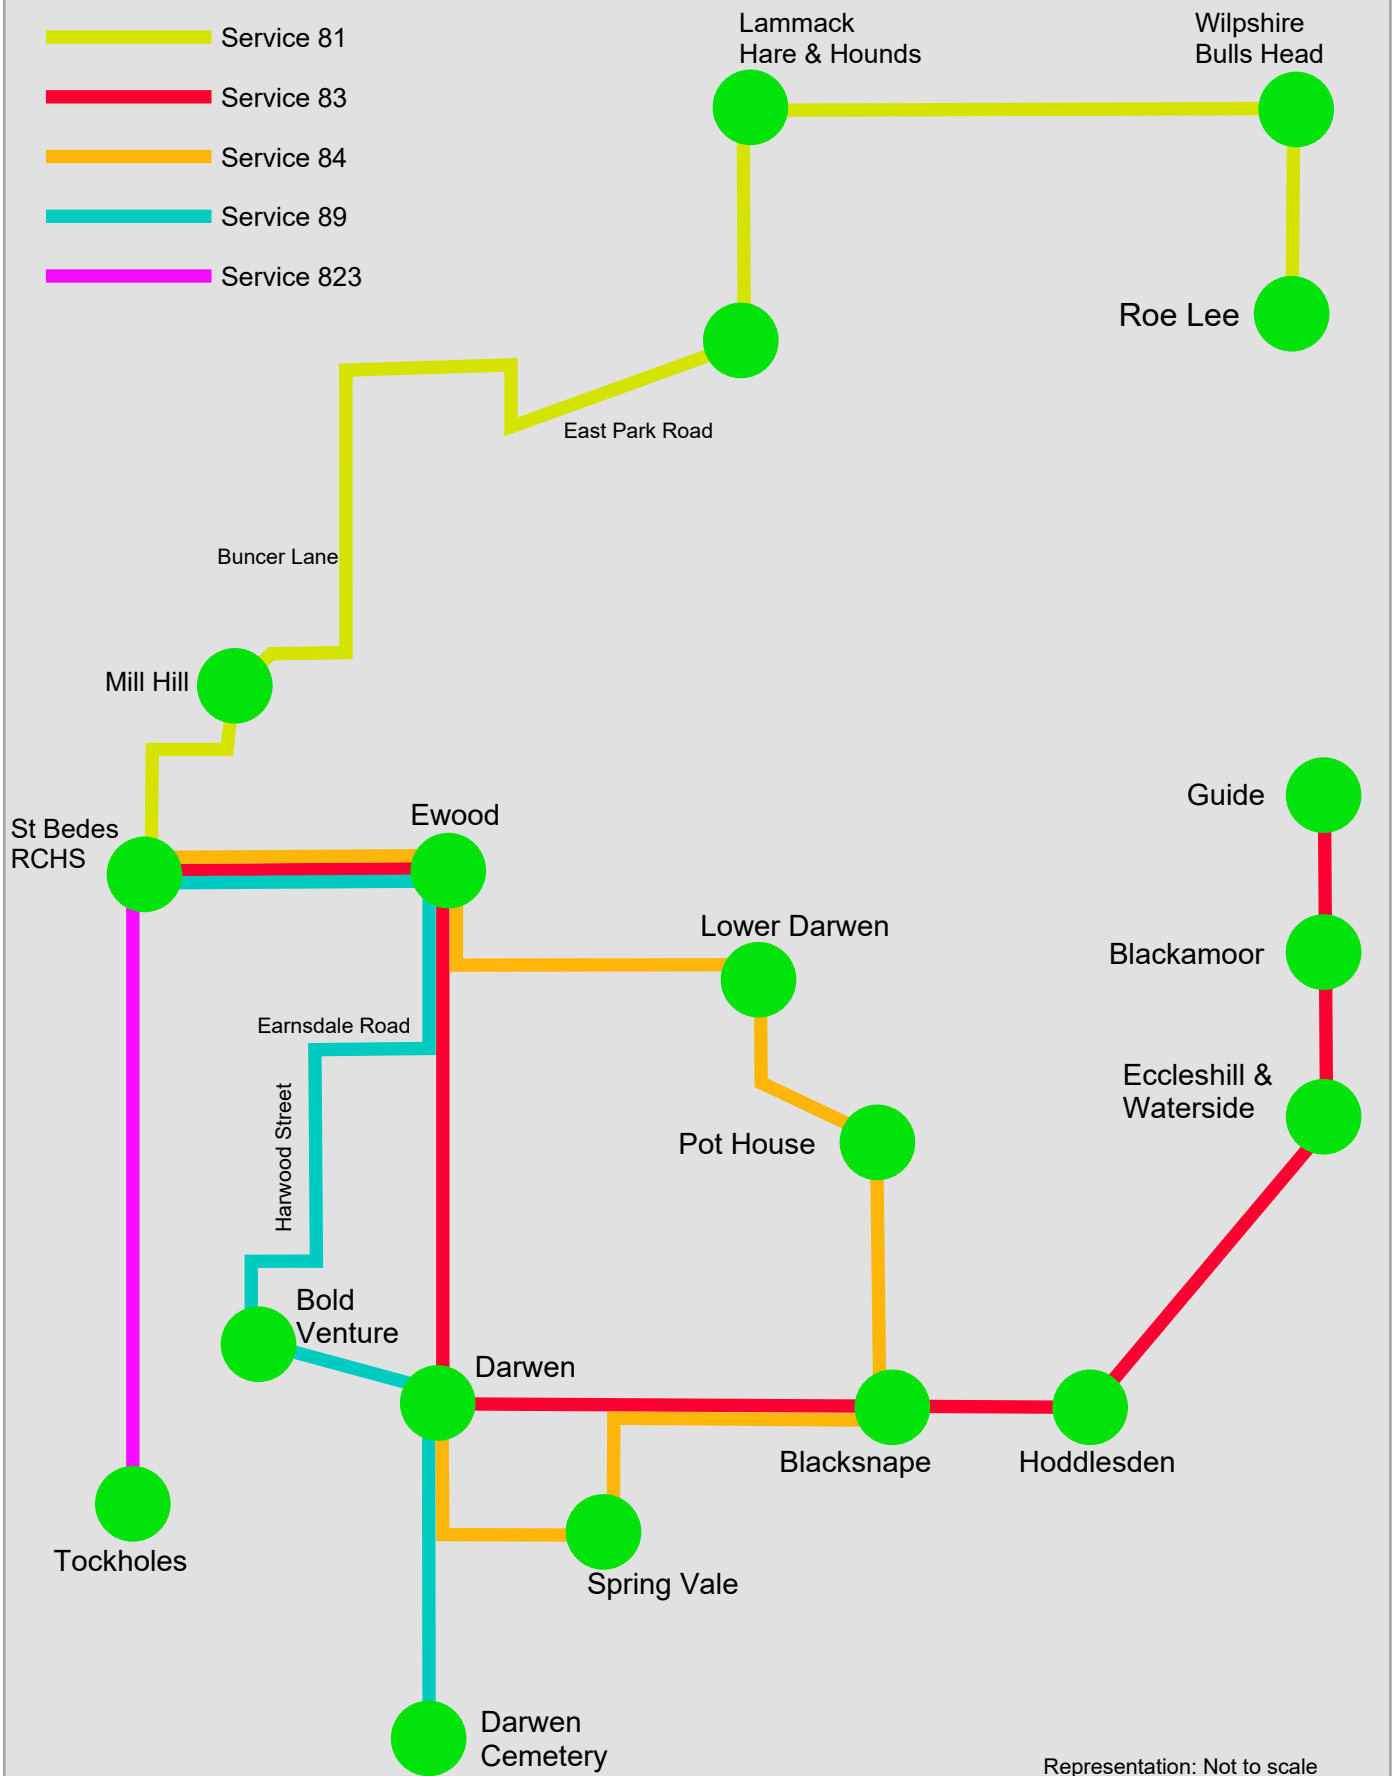 Service 81
Service 83
Service 84
Service 89
Service 823
Lammack
Hare & Hounds
Wilpshire
Bulls Head
Roe Lee
East Park Road
Buncer Lane
Mill Hill
St Bedes
RCHS
Ewood
Guide
Lower Darwen
Blackamoor
Earnsdale Road
Harwood Street
Eccleshill &
Waterside
Pot House
Bold
Venture
Darwen
Blacksnape
Hoddlesden
Tockholes
Spring Vale
Darwen
Cemetery
Representation: Not to scale